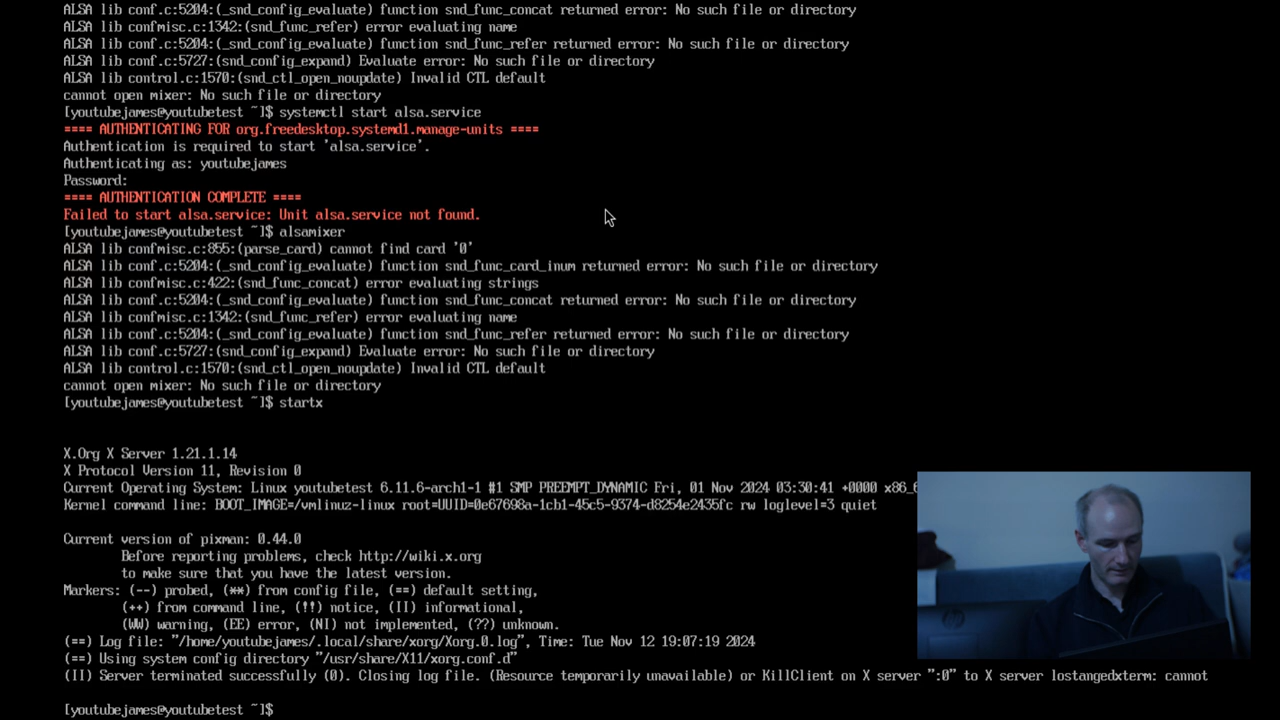 ALSA lib conf.c:5204:(_snd_config_evaluate) function snd_func_concat returned error: No such file or directory
ALSA lib confmisc.c:1342:(snd_func_refer) error evaluating name
ALSA lib conf.c:5204:(_snd_config_evaluate) function snd_func_refer returned error: No such file or directory
ALSA lib conf.c:5727:(snd_config_expand) Evaluate error: No such file or directory
ALSA lib control.c:1570:(snd_ctl_open_noupdate) Invalid CTL default
cannot open mixer: No such file or directory
[youtubejames@youtubetest ~]$ systemctl start alsa.service
==== AUTHENTICATING FOR org.freedesktop.systemd1.manage-units ====
Authentication is required to start 'alsa.service'.
Authenticating as: youtubejames
Password:
==== AUTHENTICATION COMPLETE ====
Failed to start alsa.service: Unit alsa.service not found.
[youtubejames@youtubetest ~]$ alsamixer
ALSA lib confmisc.c:855:(parse_card) cannot find card '0'
ALSA lib conf.c:5204:(_snd_config_evaluate) function snd_func_card_inum returned error: No such file or directory
ALSA lib confmisc.c:422:(snd_func_concat) error evaluating strings
ALSA lib conf.c:5204:(_snd_config_evaluate) function snd_func_concat returned error: No such file or directory
ALSA lib confmisc.c:1342:(snd_func_refer) error evaluating name
ALSA lib conf.c:5204:(_snd_config_evaluate) function snd_func_refer returned error: No such file or directory
ALSA lib conf.c:5727:(snd_config_expand) Evaluate error: No such file or directory
ALSA lib control.c:1570:(snd_ctl_open_noupdate) Invalid CTL default
cannot open mixer: No such file or directory
[youtubejames@youtubetest ~]$ startx
X.Org X Server 1.21.1.14
X Protocol Version 11, Revision 0
Current Operating System: Linux youtubetest 6.11.6-arch1-1 #1 SMP PREEMPT_DYNAMIC Fri, 01 Nov 2024 03:30:41 +0000 x86_6
Kernel command line: BOOT_IMAGE=/vmlinuz-linux root=UUID=0e67698a-1cb1-45c5-9374-d8254e2435fc rw loglevel=3 quiet
Current version of pixman: 0.44.0
Before reporting problems, check http://wiki.x.org
to make sure that you have the latest version.
Markers: (--) probed, (**) from config file, (==) default setting,
(++) from command line, (!!) notice, (II) informational,
(WW) warning, (EE) error, (NI) not implemented, (??) unknown.
(==) Log file: "/home/youtubejames/.local/share/xorg/Xorg.0.log", Time: Tue Nov 12 19:07:19 2024
(==) Using system config directory "/usr/share/X11/xorg.conf.d"
(II) Server terminated successfully (0). Closing log file. (Resource temporarily unavailable) or KillClient on X server ":0" to X server lostangedxterm: cannot
[youtubejames@youtubetest ~]$